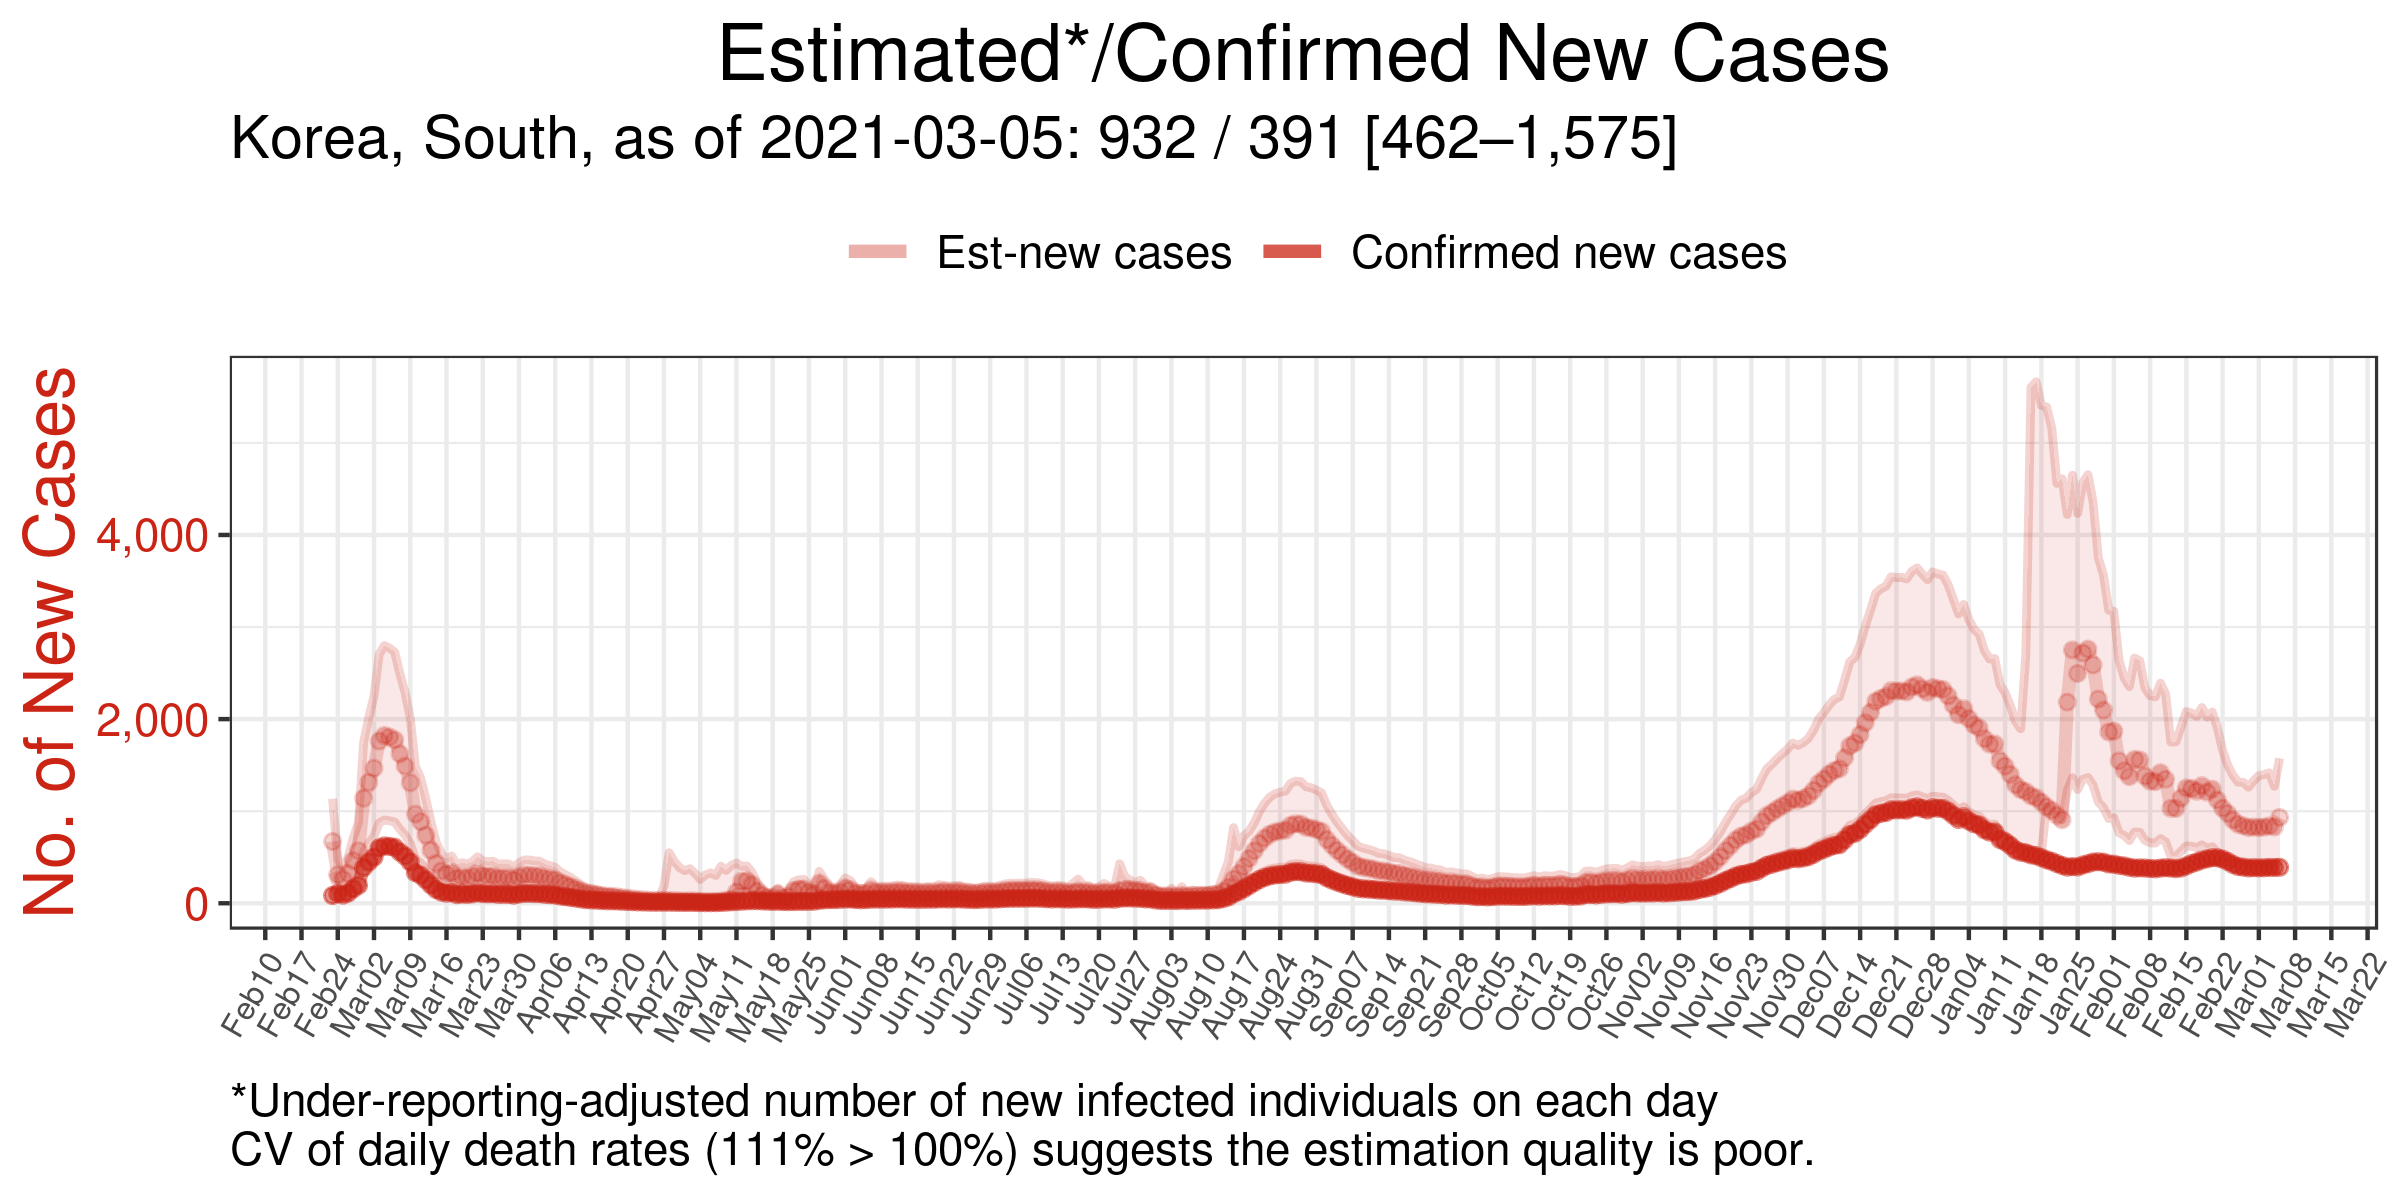 Estimated*/Confirmed New Cases
Korea, South, as of 2021-03-05: 932 / 391 [462–1,575]
Est-new cases Confirmed new cases
No. of New Cases
4,000
2,000
0
Feb10 Feb17 Feb24 Mar02 Mar09 Mar16 Mar23 Mar30 Apr06 Apr13 Apr20 Apr27 May04 May11 May18 May25 Jun01 Jun08 Jun15 Jun22 Jun29 Jul06 Jul13 Jul20 Jul27 Aug03 Aug10 Aug17 Aug24 Aug31 Sep07 Sep14 Sep21 Sep28 Oct05 Oct12 Oct19 Oct26 Nov02 Nov09 Nov16 Nov23 Nov30 Dec07 Dec14 Dec21 Dec28 Jan04 Jan11 Jan18 Jan25 Feb01 Feb08 Feb15 Feb22 Mar01 Mar08 Mar15 Mar22
*Under-reporting-adjusted number of new infected individuals on each day
CV of daily death rates (111% > 100%) suggests the estimation quality is poor.